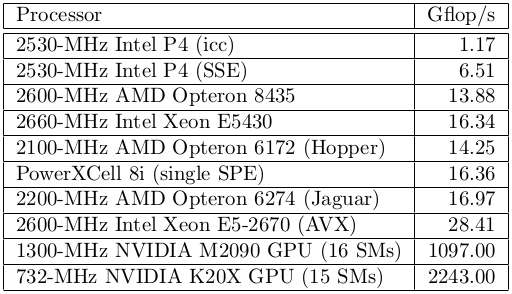 Processor Gflop/s
2530-MHz Intel P4 (icc) 1.17
2530-MHz Intel P4 (SSE) 6.51
2600-MHz AMD Opteron 8435 13.88
2660-MHz Intel Xeon E5430 16.34
2100-MHz AMD Opteron 6172 (Hopper) 14.25
PowerXCell 8i (single SPE) 16.36
2200-MHz AMD Opteron 6274 (Jaguar) 16.97
2600-MHz Intel Xeon E5-2670 (AVX) 28.41
1300-MHz NVIDIA M2090 GPU (16 SMs) 1097.00
732-MHz NVIDIA K20X GPU (15 SMs) 2243.00